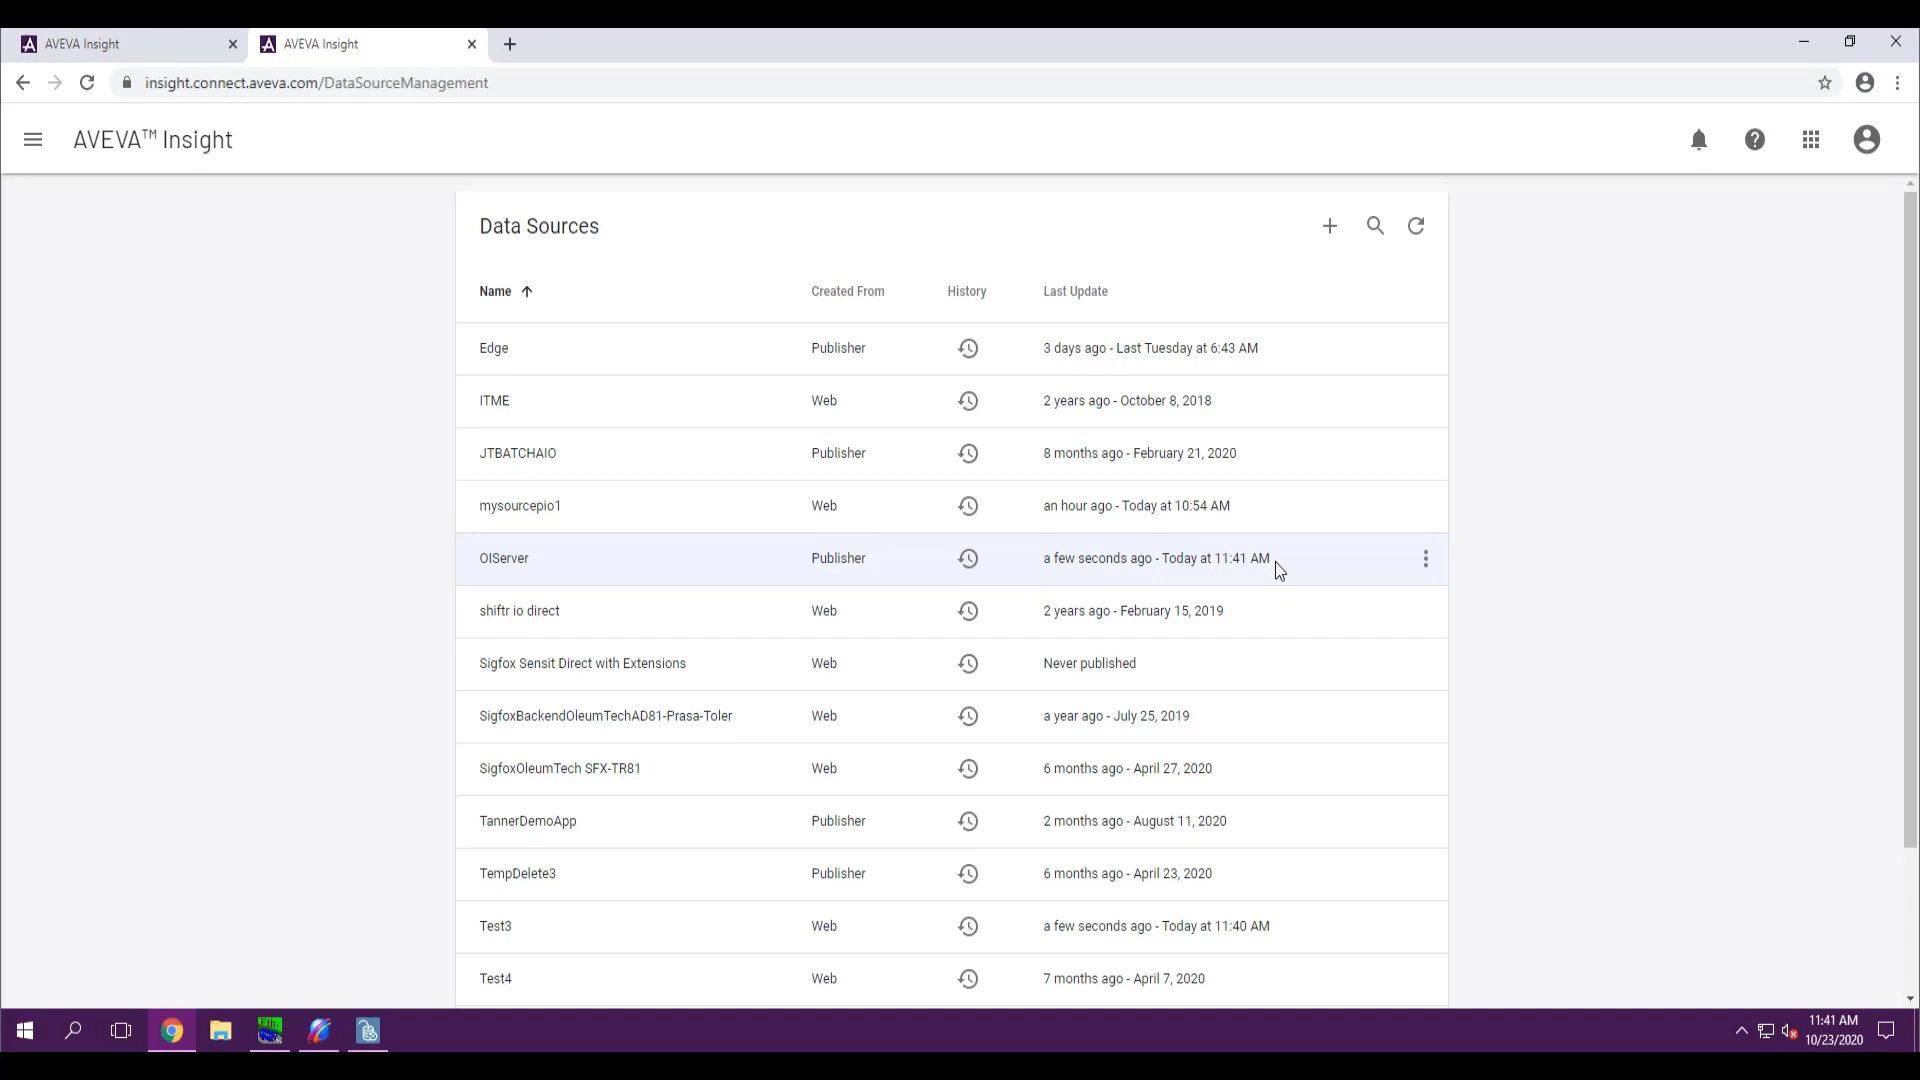 AVEVA Insight
AVEVA Insight
insight.connect.aveva.com/DataSourceManagement
AVEVA™ Insight
Data Sources
Name Created From History Last Update
Edge Publisher 3 days ago - Last Tuesday at 6:43 AM
ITME Web 2 years ago - October 8, 2018
JTBATCHAIO Publisher 8 months ago - February 21, 2020
mysourcepio1 Web an hour ago - Today at 10:54 AM
OIServer Publisher a few seconds ago - Today at 11:41 AM
shiftr io direct Web 2 years ago - February 15, 2019
Sigfox Sensit Direct with Extensions Web Never published
SigfoxBackendOleumTechAD81-Prasa-Toler Web a year ago - July 25, 2019
SigfoxOleumTech SFX-TR81 Web 6 months ago - April 27, 2020
TannerDemoApp Publisher 2 months ago - August 11, 2020
TempDelete3 Publisher 6 months ago - April 23, 2020
Test3 Web a few seconds ago - Today at 11:40 AM
Test4 Web 7 months ago - April 7, 2020
11:41 AM
10/23/2020